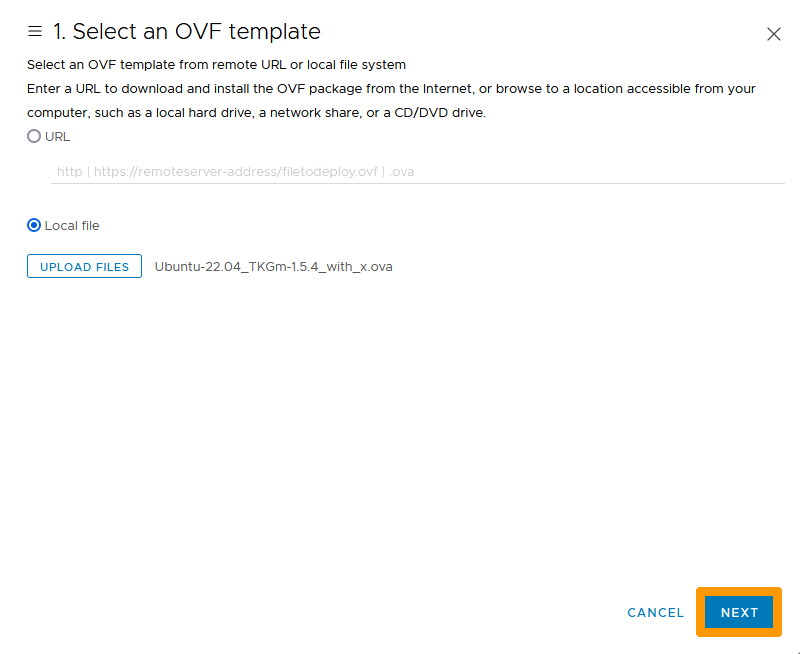 1. Select an OVF template
Select an OVF template from remote URL or local file system
Enter a URL to download and install the OVF package from the Internet, or browse to a location accessible from your
computer, such as a local hard drive, a network share, or a CD/DVD drive.
URL
http | https://remoteserver-address/filetodeploy.ovf | .ova
Local file
UPLOAD FILES Ubuntu-22.04_TKGm-1.5.4_with_x.ova
CANCEL NEXT